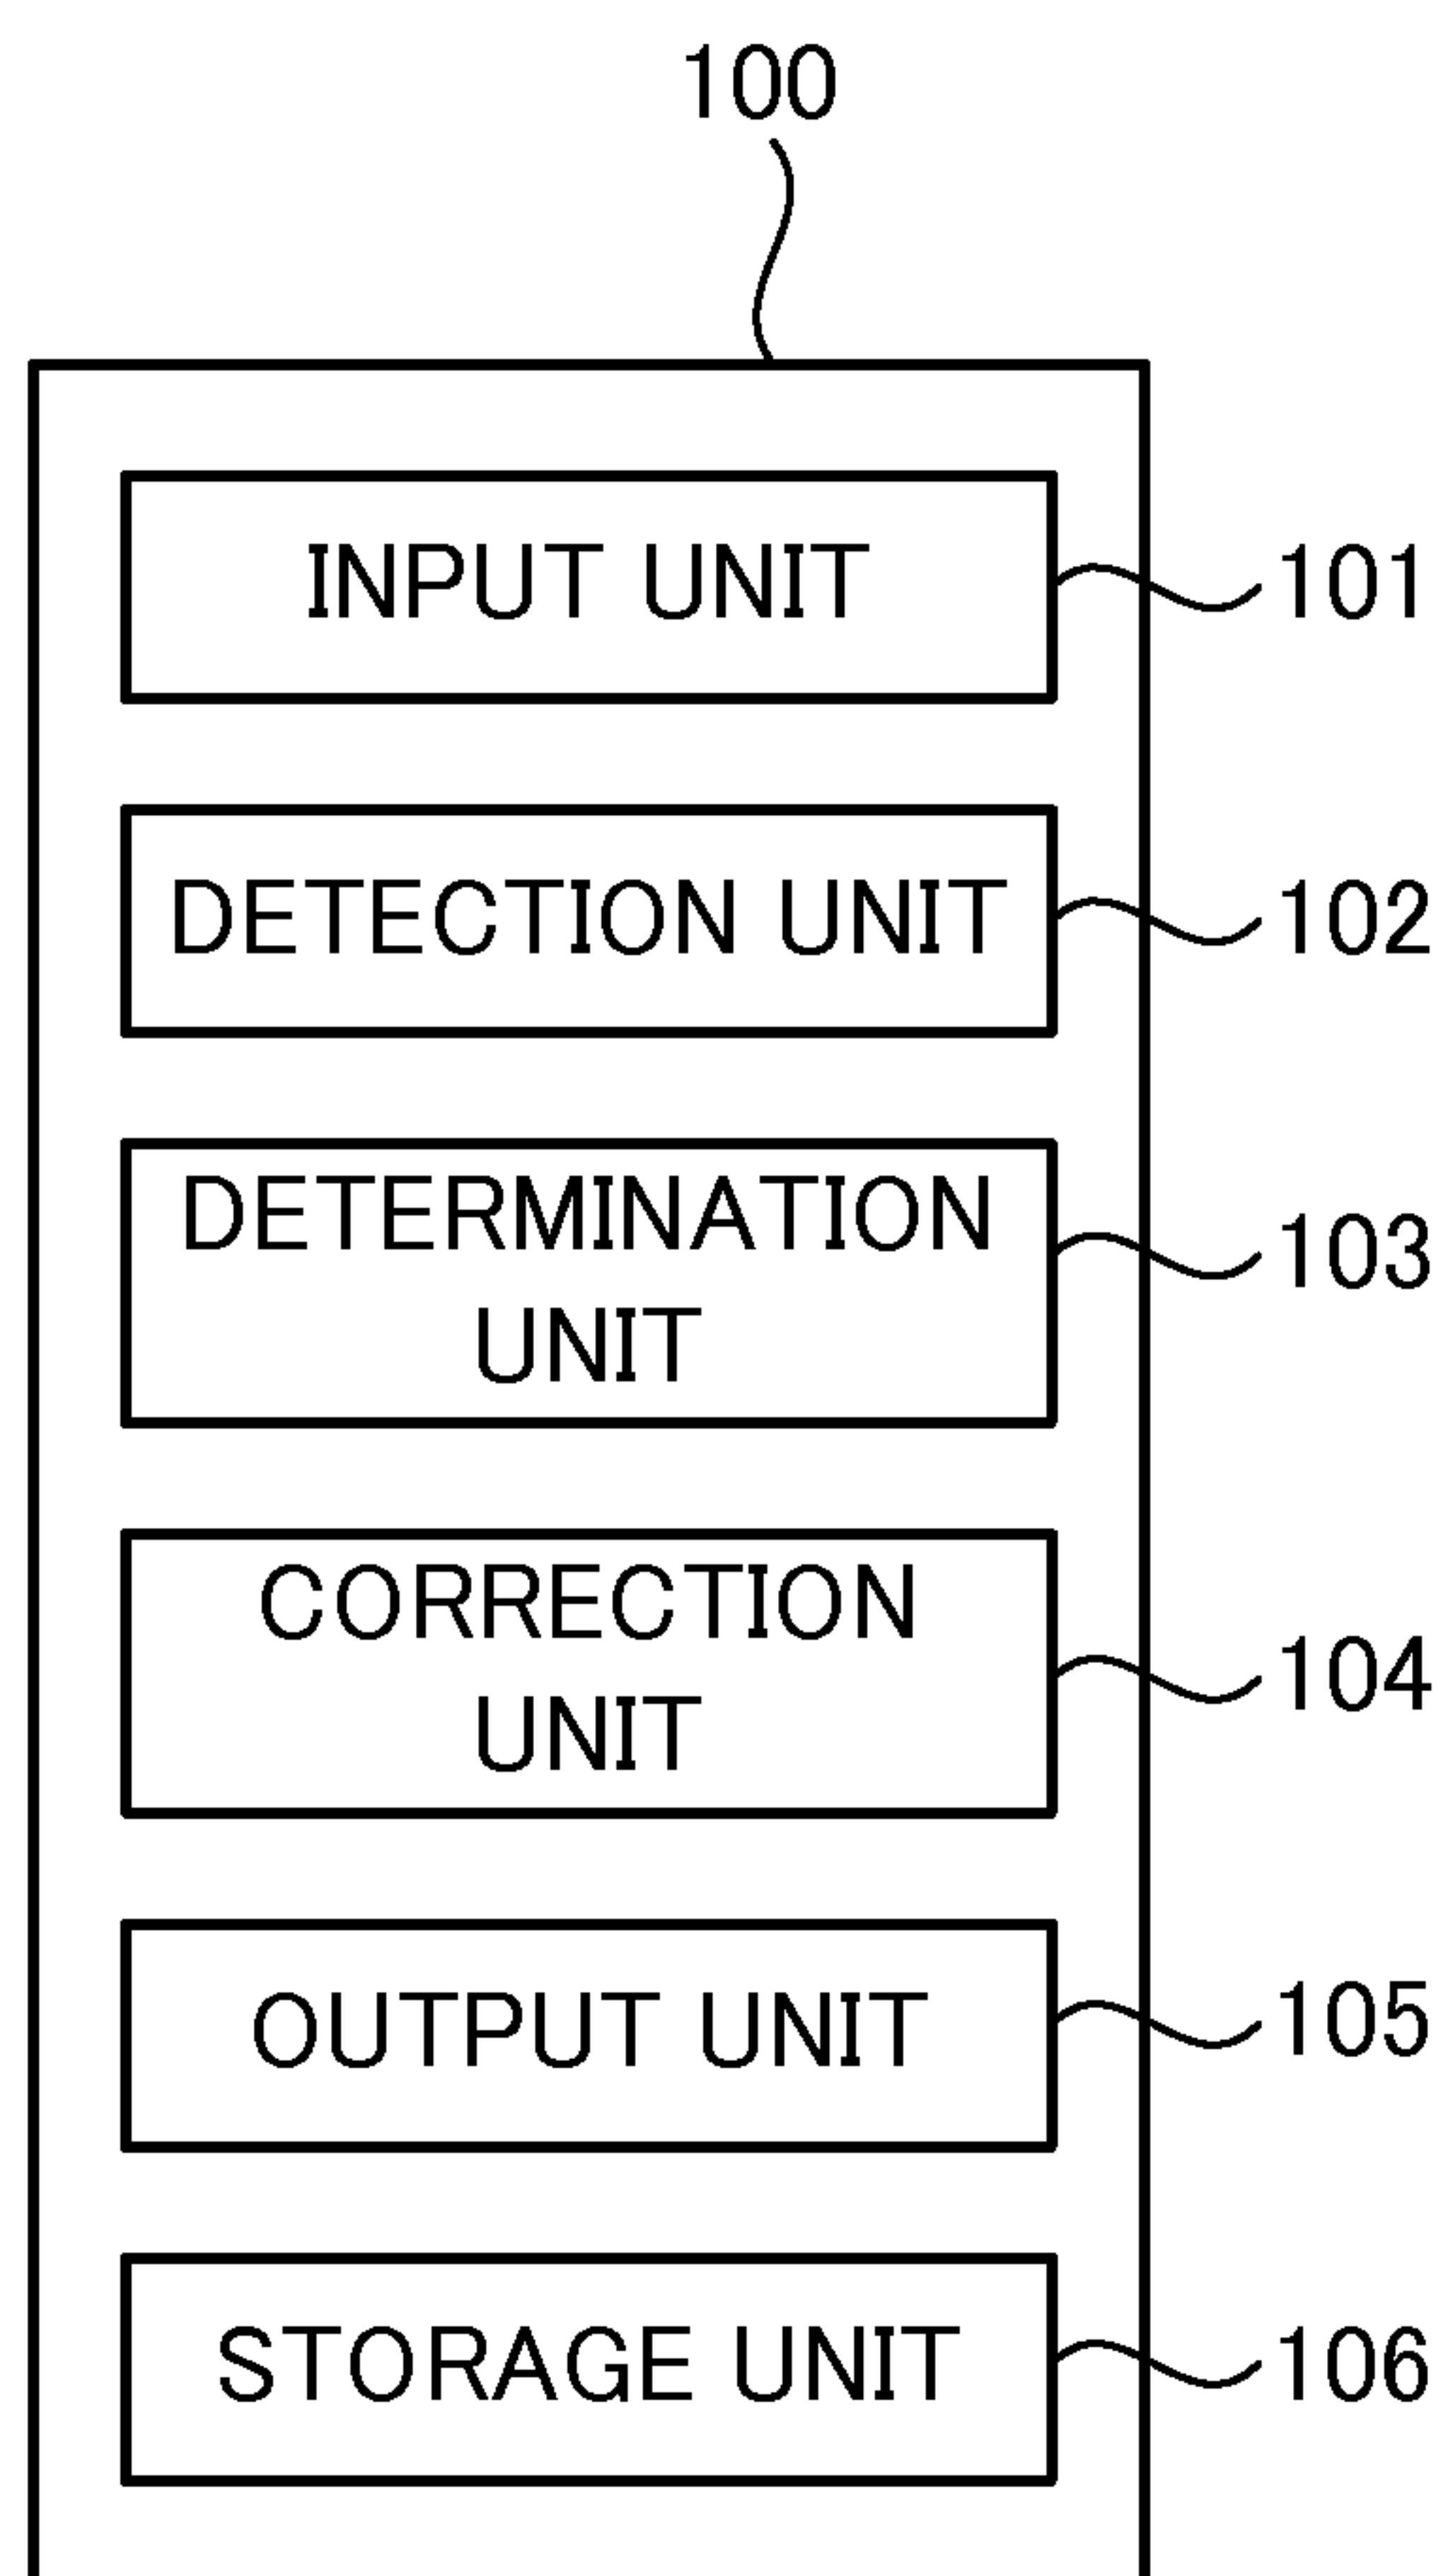 100
INPUT UNIT 101
DETECTION UNIT 102
DETERMINATION
UNIT
103
CORRECTION
UNIT
104
OUTPUT UNIT 105
STORAGE UNIT 106